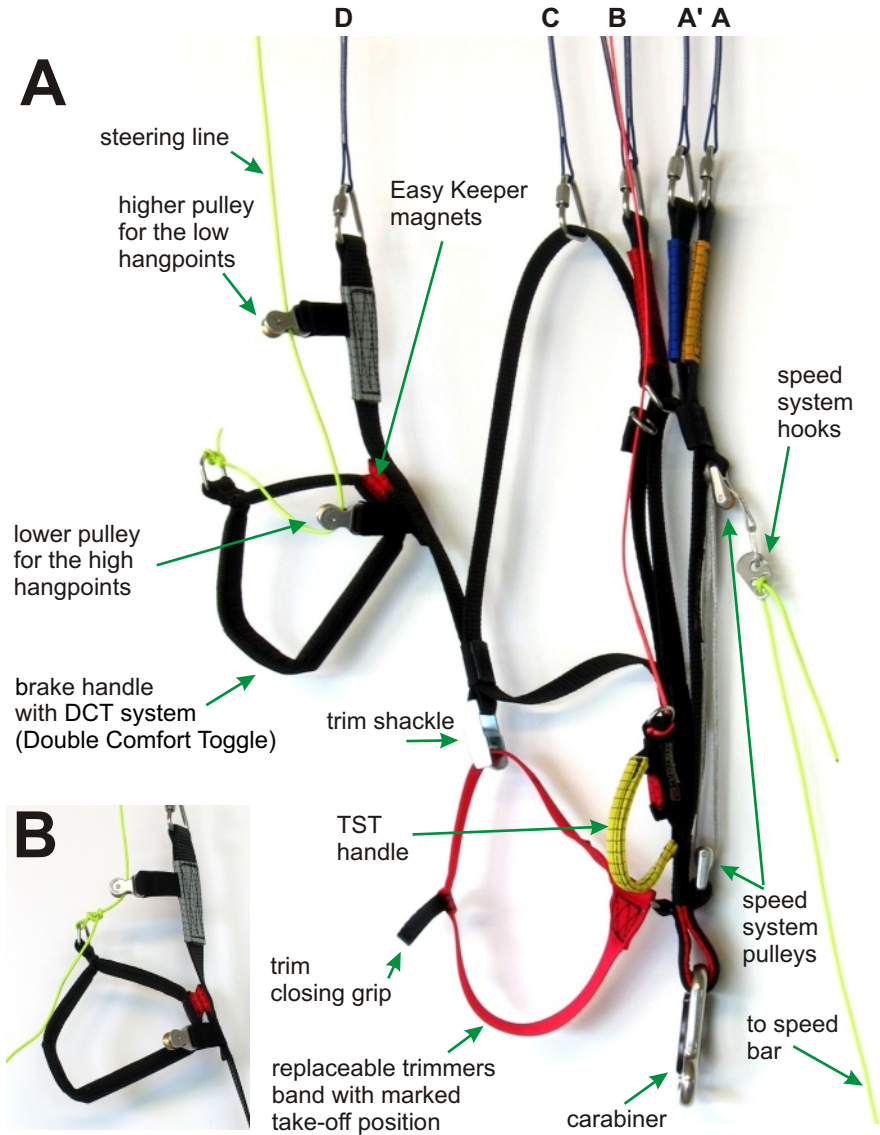 D C B A' A
A
steering line
higher pulley
for the low
hangpoints
Easy Keeper
magnets
speed
system
hooks
lower pulley
for the high
hangpoints
brake handle
with DCT system
(Double Comfort Toggle)
trim shackle
B
TST
handle
speed
system
pulleys
trim
closing grip
to speed
bar
replaceable trimmers
band with marked
take-off position
carabiner